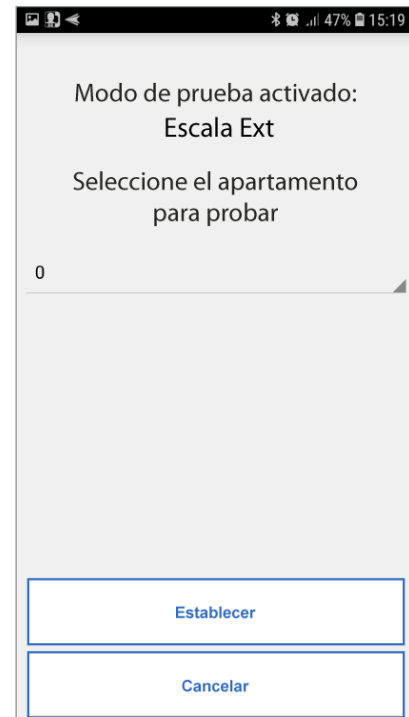 47% 15:19
Modo de prueba activado:
Escala Ext
Seleccione el apartamento
para probar
0
Establecer
Cancelar